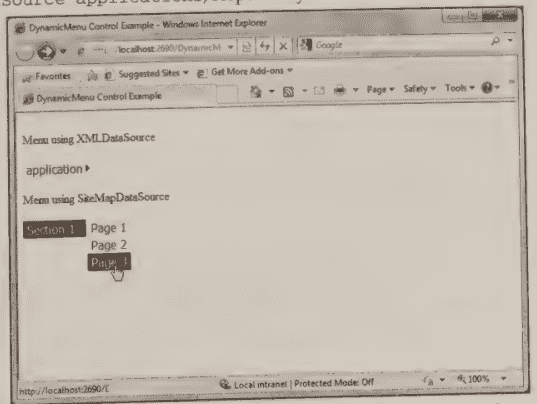 source applications
DynamicMenu Control Example - Windows Internet Explorer
localhost:2690/DynamicM
Google
Favorites Suggested Sites Get More Add-ons
DynamicMenu Control Example
Page Safety Tools
Menu using XMLDataSource
application
Menu using SiteMapDataSource
Section 1 Page 1
Page 2
Page 3
http://localhost:2690/
Local intranet | Protected Mode: Off
100%